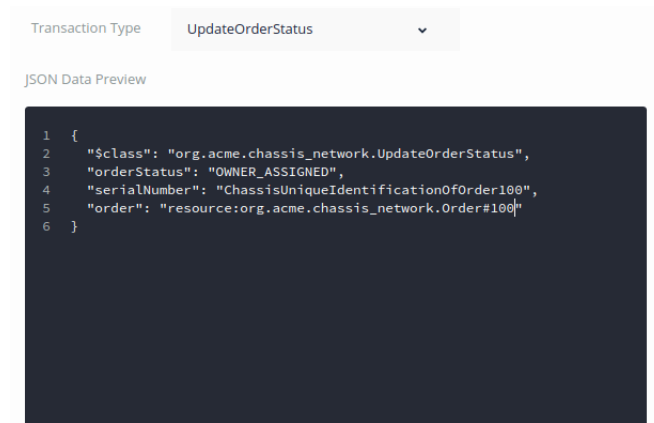 Transaction Type UpdateOrderStatus
JSON Data Preview
1 {
2 "$class": "org.acme.chassis_network.UpdateOrderStatus",
3 "orderStatus": "OWNER_ASSIGNED",
4 "serialNumber": "ChassisUniqueIdentificationOfOrder100",
5 "order": "resource:org.acme.chassis_network.Order#100"
6 }